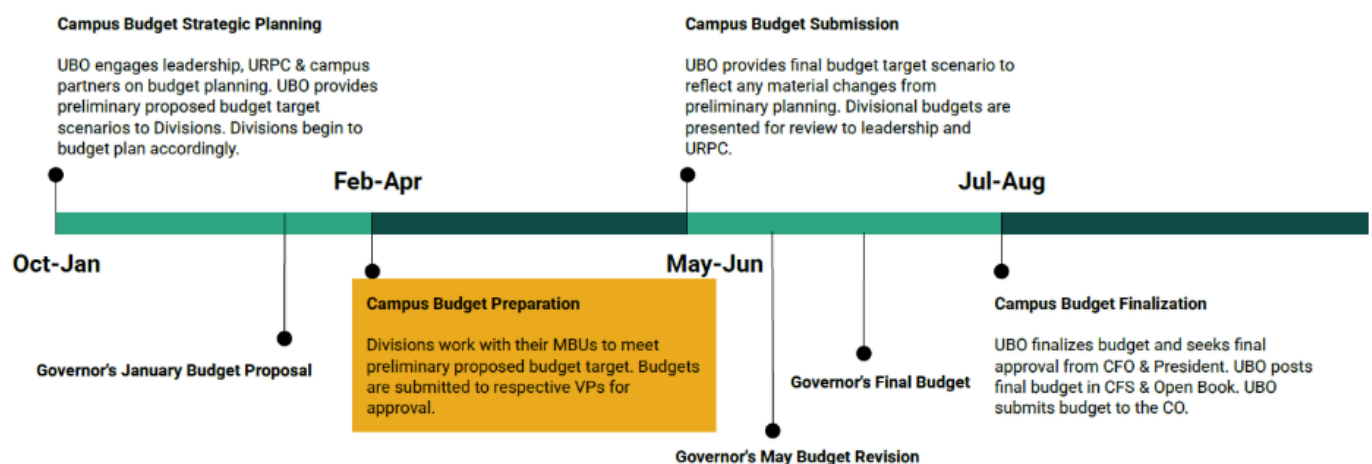 Campus Budget Strategic Planning
UBO engages leadership, URPC & campus
partners on budget planning. UBO provides
preliminary proposed budget target
scenarios to Divisions. Divisions begin to
budget plan accordingly.
Campus Budget Submission
UBO provides final budget target scenario to
reflect any material changes from
preliminary planning. Divisional budgets are
presented for review to leadership and
URPC.
Feb-Apr
Jul-Aug
Oct-Jan
May-Jun
Campus Budget Preparation
Divisions work with their MBUs to meet
preliminary proposed budget target. Budgets
are submitted to respective VPs for
approval.
Campus Budget Finalization
UBO finalizes budget and seeks final
approval from CFO & President. UBO posts
final budget in CFS & Open Book. UBO
submits budget to the CO.
Governor's January Budget Proposal
Governor's Final Budget
Governor's May Budget Revision